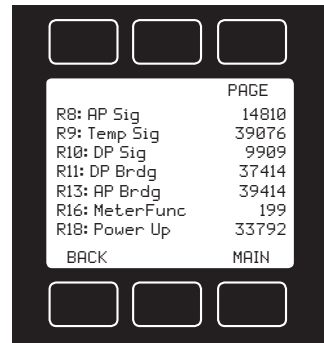 PAGE
R8: AP Sig 14810
R9: Temp Sig 39076
R10: DP Sig 9909
R11: DP Brdg 37414
R13: AP Brdg 39414
R16: MeterFunc 199
R18: Power Up 33792
BACK MAIN